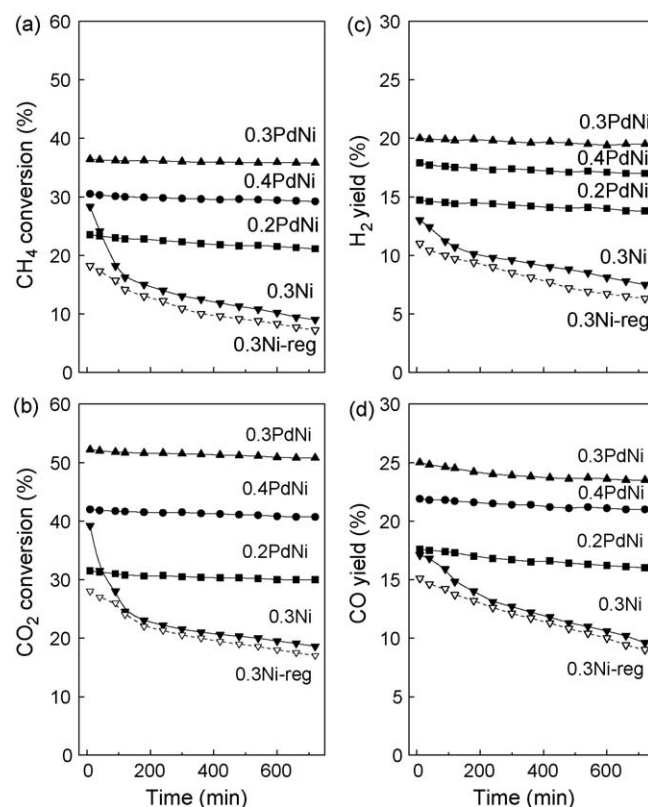 (a)
60
50
40
30
20
10
0
CH₄ conversion (%)
0.3PdNi
0.4PdNi
0.2PdNi
0.3Ni
0.3Ni-reg
(c)
30
25
20
15
10
5
0
H₂ yield (%)
0.3PdNi
0.4PdNi
0.2PdNi
0.3Ni
0.3Ni-reg
(b)
60
50
40
30
20
10
0
CO₂ conversion (%)
0.3PdNi
0.4PdNi
0.2PdNi
0.3Ni
0.3Ni-reg
0 200 400 600
Time (min)
(d)
30
25
20
15
10
5
0
CO yield (%)
0.3PdNi
0.4PdNi
0.2PdNi
0.3Ni
0.3Ni-reg
0 200 400 600
Time (min)